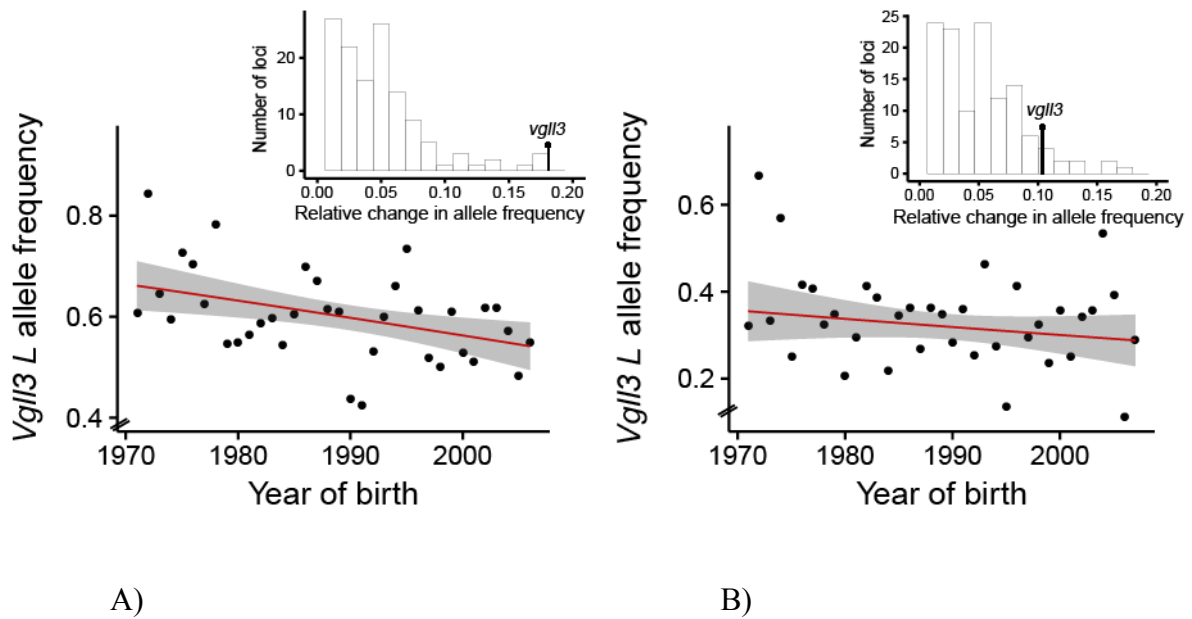 Number of loci
20
10
0
vgll3
0.00 0.05 0.10 0.15 0.20
Relative change in allele frequency
Vgll3 L allele frequency
0.8
0.6
0.4
1970 1980 1990 2000
Year of birth
A)
Number of loci
25
20
15
10
5
0
vgll3
0.00 0.05 0.10 0.15 0.20
Relative change in allele frequency
Vgll3 L allele frequency
0.6
0.4
0.2
1970 1980 1990 2000
Year of birth
B)